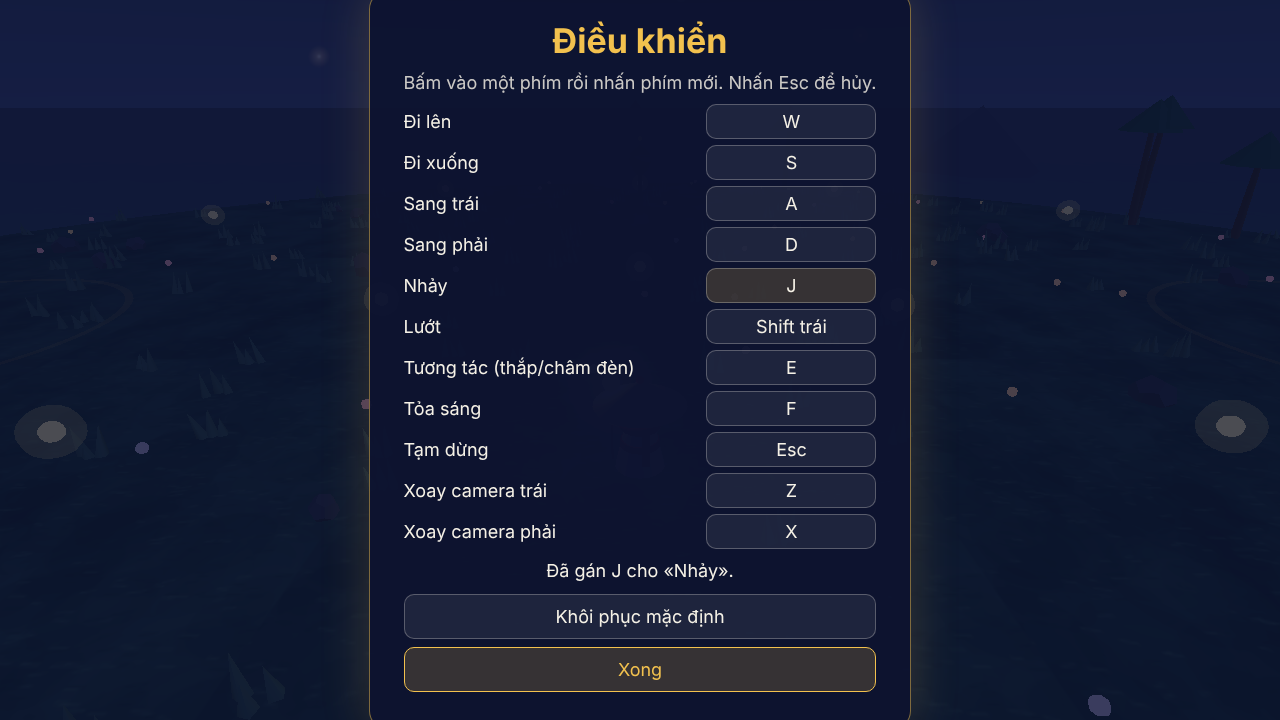 Điều khiển
Bấm vào một phím rồi nhấn phím mới. Nhấn Esc để hủy.
Đi lên W
Đi xuống S
Sang trái A
Sang phải D
Nhảy J
Lướt Shift trái
Tương tác (thắp/châm đèn) E
Tỏa sáng F
Tạm dừng Esc
Xoay camera trái Z
Xoay camera phải X
Đã gán J cho «Nhảy».
Khôi phục mặc định
Xong